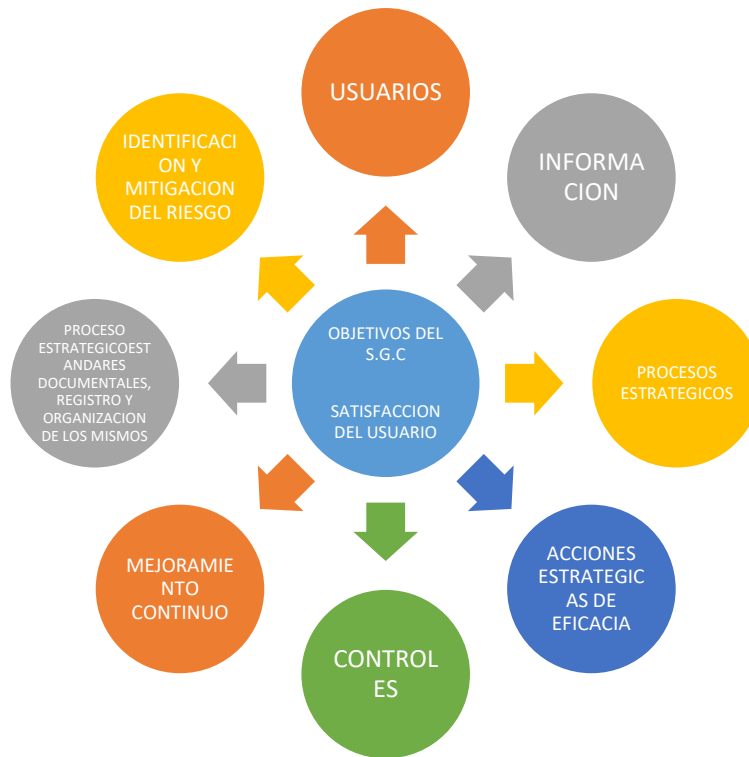 USUARIOS
INFORMA
CION
PROCESOS
ESTRATEGICOS
ACCIONES
ESTRATEGIC
AS DE
EFICACIA
CONTROL
ES
MEJORAMIE
NTO
CONTINUO
PROCESO
ESTRATEGICOEST
ANDARES
DOCUMENTALES,
REGISTRO Y
ORGANIZACION
DE LOS MISMOS
IDENTIFICACI
ON Y
MITIGACION
DEL RIESGO
OBJETIVOS DEL
S.G.C
SATISFACCION
DEL USUARIO